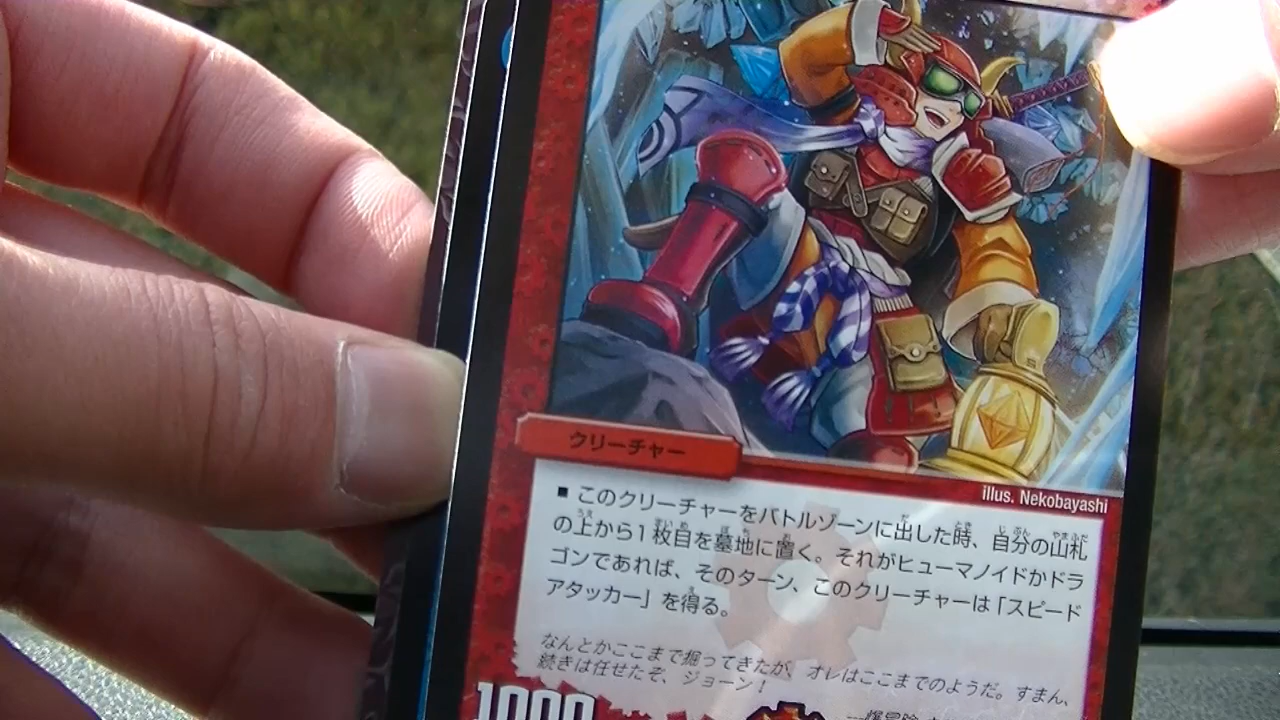 クリーチャー
illus. Nekobayashi
■ このクリーチャーをバトルゾーンに出した時、自分の山札
の上から1枚目を墓地に置く。それがヒューマノイドかドラ
ゴンであれば、そのターン、このクリーチャーは「スピード
アタッカー」を得る。
なんとかここまで掘ってきたが、オレはここまでのようだ。すまん、
続きは任せたぞ、ジョーン!
1000